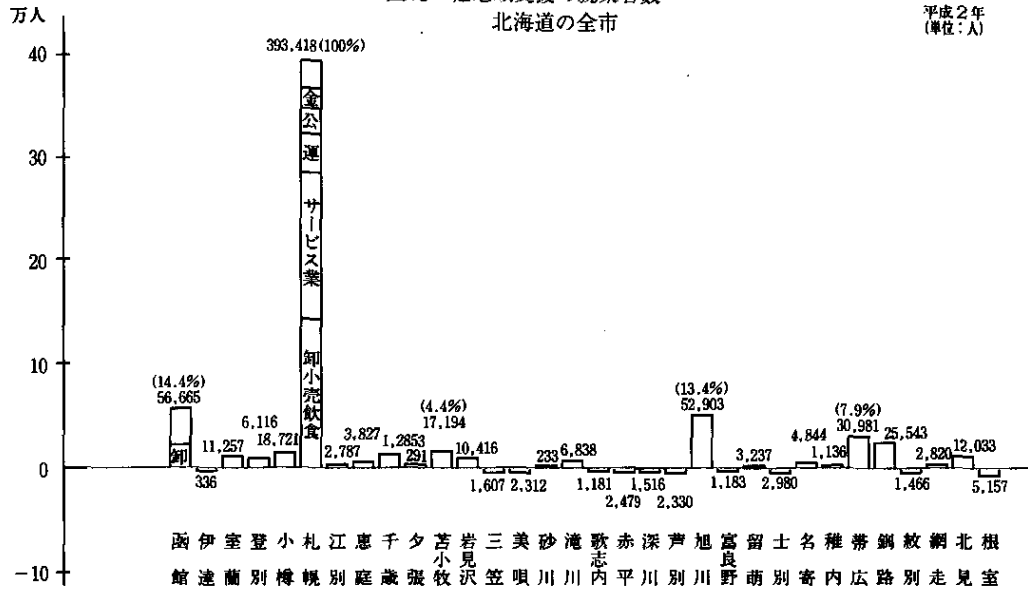 北海道の全市
平成2年
(単位:人)
万人
40
30
20
10
0
-10
393,418(100%)
金
公
運
サービス業
卸小売飲食
(14.4%)
56,665
卸
336
11,257
6,116
18,721
2,787
3,827
1,2853
291
(4.4%)
17,194
10,416
1,607
2,312
233
6,838
1,181
2,479
1,516
2,330
(13.4%)
52,903
1,183
3,237
2,980
4,844
1,136
(7.9%)
30,981
25,543
1,466
2,820
12,033
5,157
函館
伊達
室蘭
登別
小樽
札幌
江別
恵庭
千歳
夕張
苫小牧
岩見沢
三笠
美唄
砂川
滝川
歌志内
赤平
深川
芦別
旭川
富良野
留萌
士別
名寄
稚内
帯広
釧路
紋別
網走
北見
根室